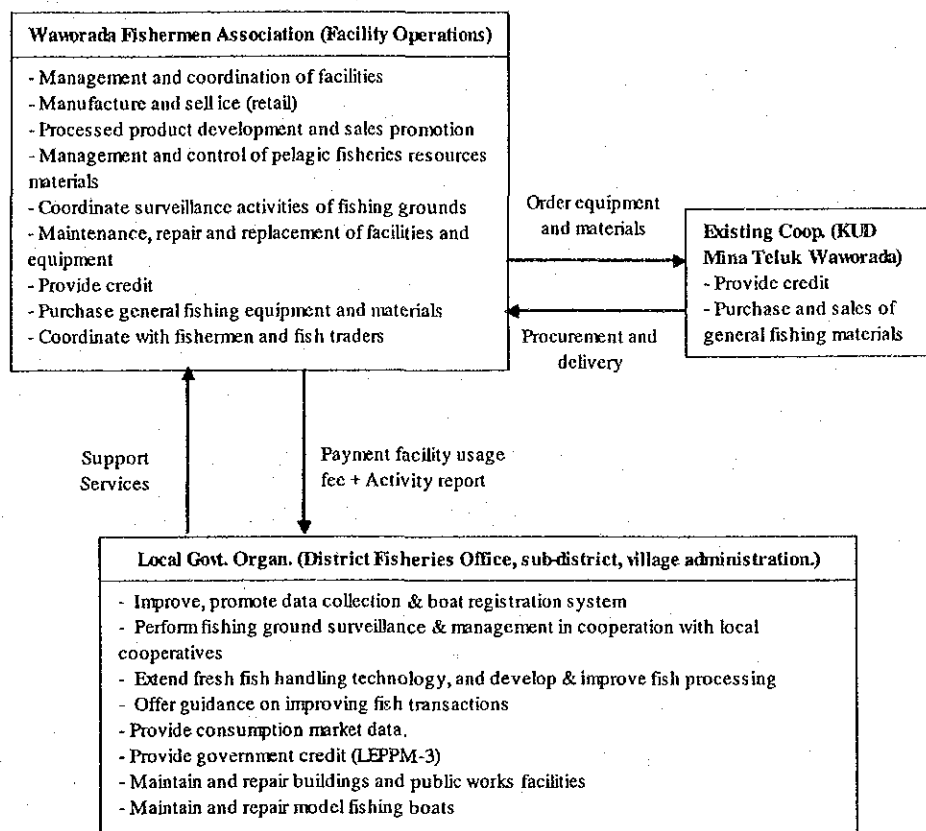 Waworada Fishermen Association (Facility Operations)
- Management and coordination of facilities
- Manufacture and sell ice (retail)
- Processed product development and sales promotion
- Management and control of pelagic fisheries resources
materials
- Coordinate surveillance activities of fishing grounds
- Maintenance, repair and replacement of facilities and
equipment
- Provide credit
- Purchase general fishing equipment and materials
- Coordinate with fishermen and fish traders
Order equipment
and materials
Procurement and
delivery
Existing Coop. (KUD
Mina Teluk Waworada)
- Provide credit
- Purchase and sales of
general fishing materials
Support
Services
Payment facility usage
fee + Activity report
Local Govt. Organ. (District Fisheries Office, sub-district, village administration.)
- Improve, promote data collection & boat registration system
- Perform fishing ground surveillance & management in cooperation with local
cooperatives
- Extend fresh fish handling technology, and develop & improve fish processing
- Offer guidance on improving fish transactions
- Provide consumption market data.
- Provide government credit (LEPPM-3)
- Maintain and repair buildings and public works facilities
- Maintain and repair model fishing boats